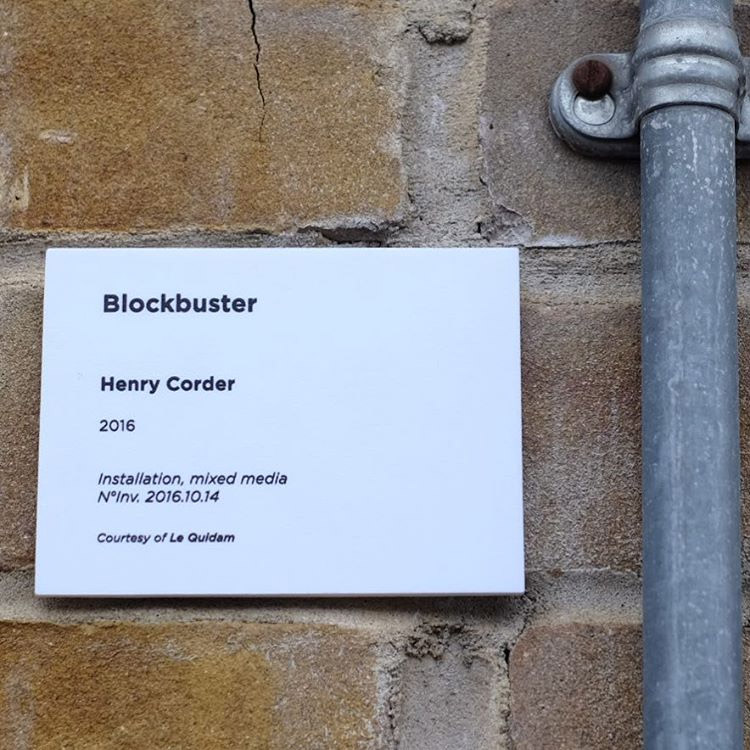 Blockbuster
Henry Corder
2016
Installation, mixed media
N°Inv. 2016.10.14
Courtesy of Le Quidam